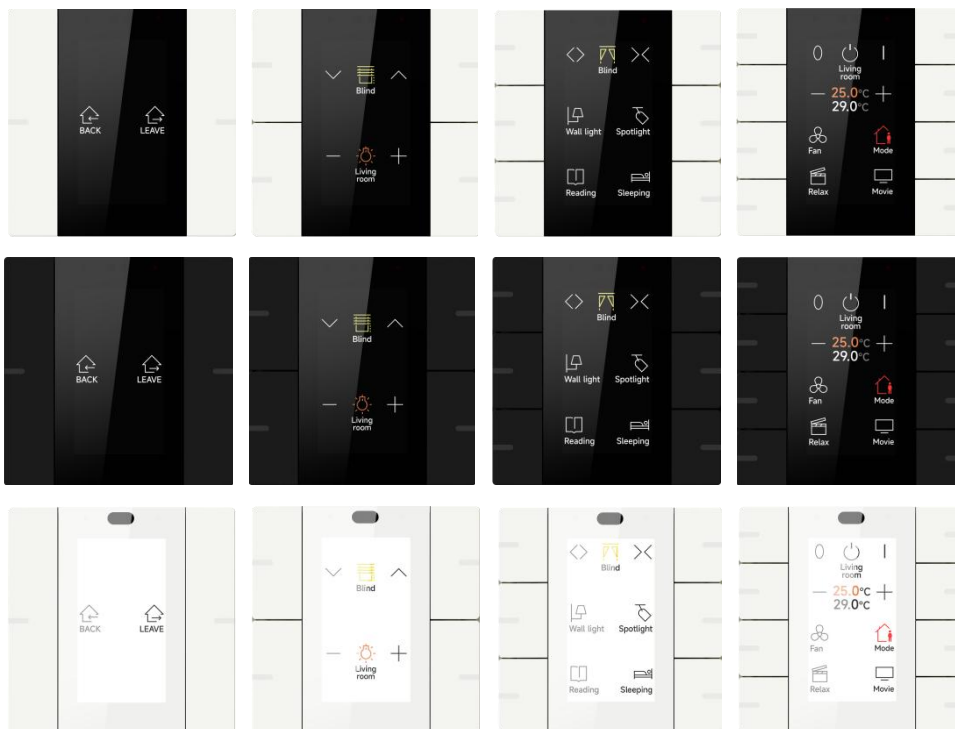 BACK LEAVE
Blind
Living
room
Blind
Wall light Spotlight
Reading Sleeping
Living
room
25.0°C
29.0°C
Fan Mode
Relax Movie
BACK LEAVE
Blind
Living
room
Blind
Wall light Spotlight
Reading Sleeping
Living
room
25.0°C
29.0°C
Fan Mode
Relax Movie
BACK LEAVE
Blind
Living
room
Blind
Wall light Spotlight
Reading Sleeping
Living
room
25.0°C
29.0°C
Fan Mode
Relax Movie